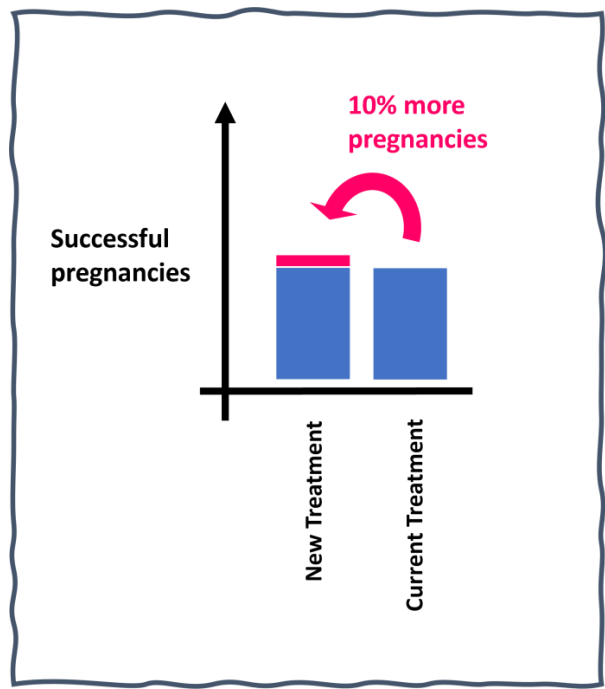 10% more
pregnancies
Successful
pregnancies
New Treatment
Current Treatment